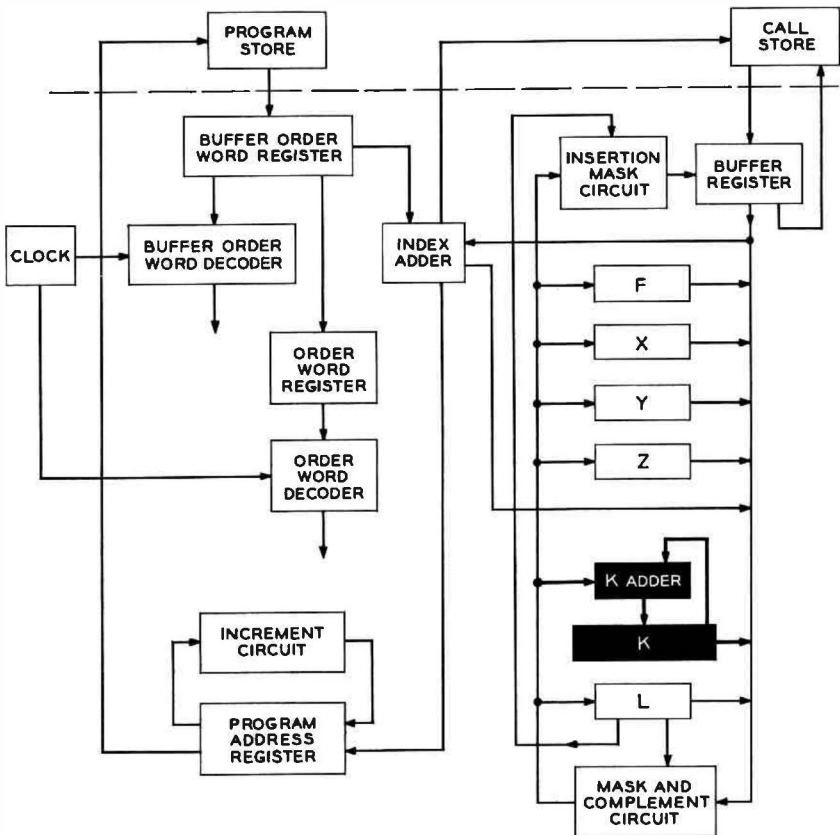 PROGRAM
STORE
CALL
STORE
BUFFER ORDER
WORD REGISTER
INSERTION
MASK
CIRCUIT
BUFFER
REGISTER
CLOCK
BUFFER ORDER
WORD DECODER
INDEX
ADDER
F
ORDER
WORD
REGISTER
X
Y
ORDER
WORD
DECODER
Z
K ADDER
INCREMENT
CIRCUIT
K
PROGRAM
ADDRESS
REGISTER
L
MASK AND
COMPLEMENT
CIRCUIT